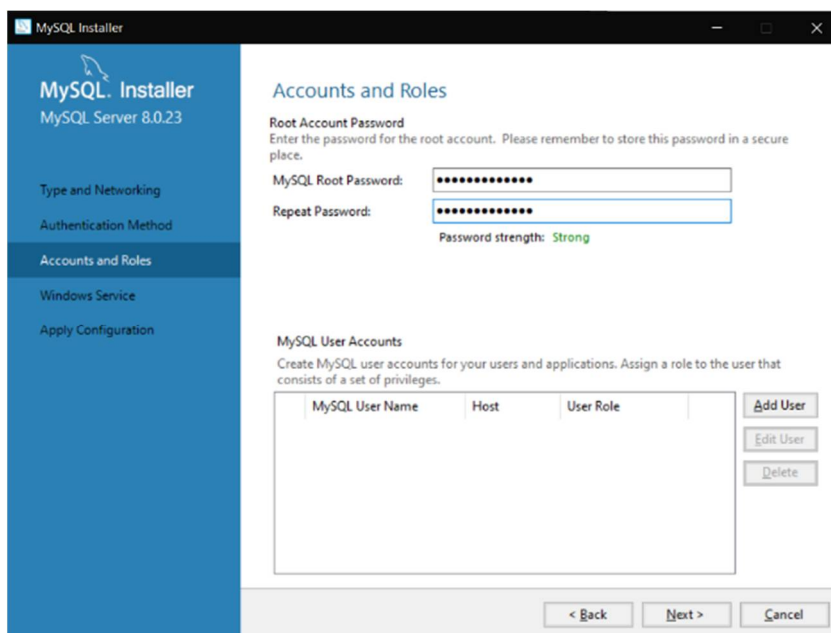 MySQL Installer
MySQL. Installer
MySQL Server 8.0.23
Type and Networking
Authentication Method
Accounts and Roles
Windows Service
Apply Configuration
Accounts and Roles
Root Account Password
Enter the password for the root account. Please remember to store this password in a secure
place.
MySQL Root Password: •••••••••••••
Repeat Password: •••••••••••••
Password strength: Strong
MySQL User Accounts
Create MySQL user accounts for your users and applications. Assign a role to the user that
consists of a set of privileges.
MySQL User Name Host User Role
Add User
Edit User
Delete
< Back Next > Cancel